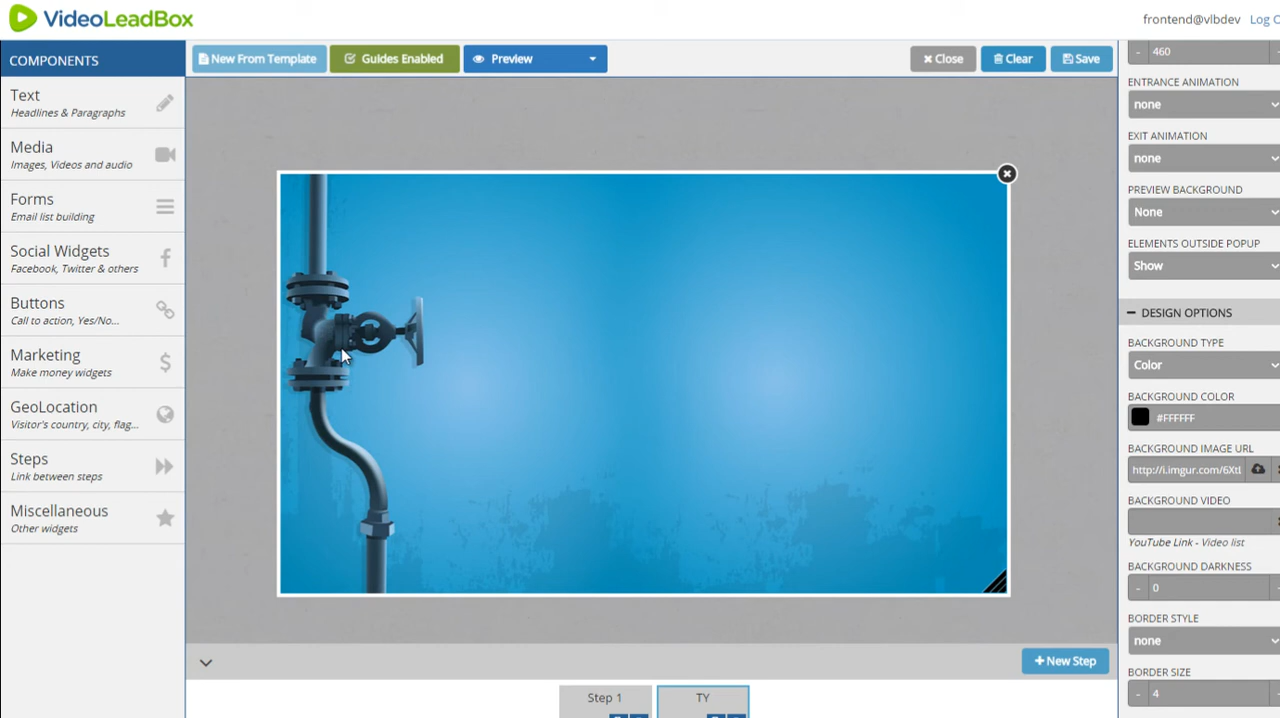 VideoLeadBox
frontend@vlbdev Log
COMPONENTS
New From Template
Guides Enabled
Preview
Close
Clear
Save
Text
Headlines & Paragraphs
Media
Images, Videos and audio
Forms
Email list building
Social Widgets
Facebook, Twitter & others
Buttons
Call to action, Yes/No...
Marketing
Make money widgets
GeoLocation
Visitor's country, city, flag...
Steps
Link between steps
Miscellaneous
Other widgets
- 460
ENTRANCE ANIMATION
none
EXIT ANIMATION
none
PREVIEW BACKGROUND
None
ELEMENTS OUTSIDE POPUP
Show
DESIGN OPTIONS
BACKGROUND TYPE
Color
BACKGROUND COLOR
#FFFFFF
BACKGROUND IMAGE URL
http://i.imgur.com/6Xt
BACKGROUND VIDEO
YouTube Link - Video list
BACKGROUND DARKNESS
- 0
BORDER STYLE
none
BORDER SIZE
- 4
+ New Step
Step 1
TY